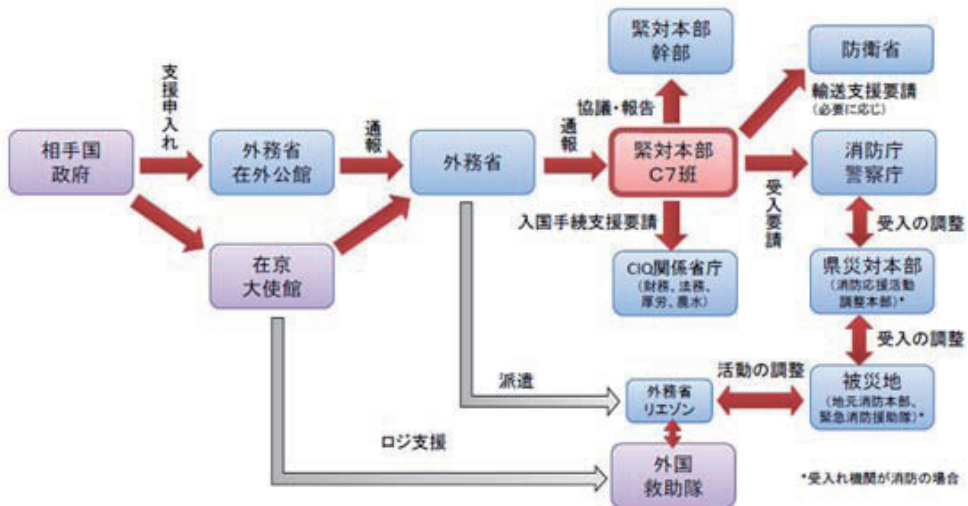 緊対本部
幹部
防衛省
支援申入れ
協議・報告
輸送支援要請
（必要に応じ）
通報
通報
相手国
政府
外務省
在外公館
外務省
緊対本部
C7班
消防庁
警察庁
受入要請
入国手続支援要請
受入の調整
在京
大使館
CIQ関係省庁
（財務、法務、
厚労、農水）
県災対本部
（消防応援活動
調整本部）*
受入の調整
派遣
活動の調整
外務省
リエゾン
被災地
（地元消防本部、
緊急消防援助隊）*
ロジ支援
外国
救助隊
*受入れ機関が消防の場合